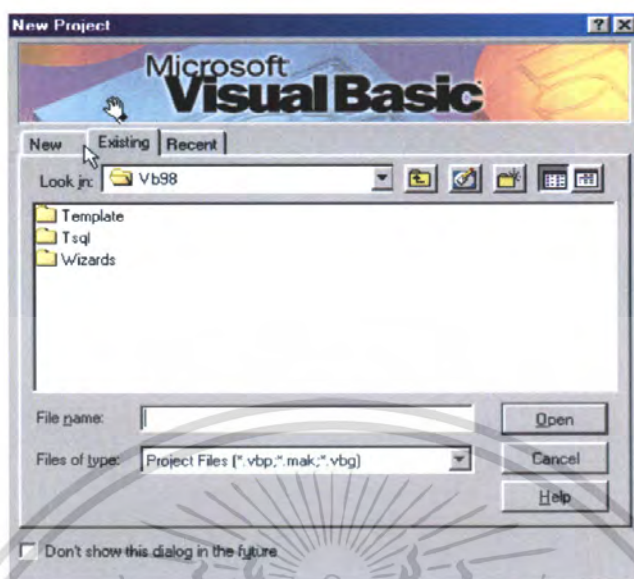 New Project
Microsoft
Visual Basic
New Existing Recent
Look in: Vb98
Template
Tsql
Wizards
File name: Open
Files of type: Project Files (*.vbp;*.mak;*.vbg) Cancel
Help
Don't show this dialog in the future